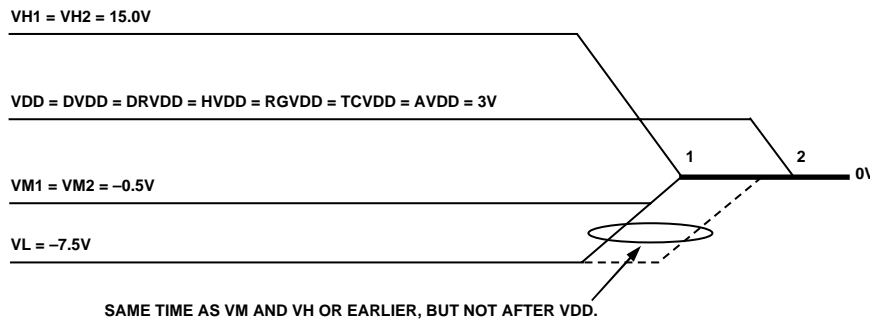 VH1 = VH2 = 15.0V
VDD = DVDD = DRVDD = HVDD = RGVDD = TCVDD = AVDD = 3V
1
2
0V
VM1 = VM2 = –0.5V
VL = –7.5V
SAME TIME AS VM AND VH OR EARLIER, BUT NOT AFTER VDD.